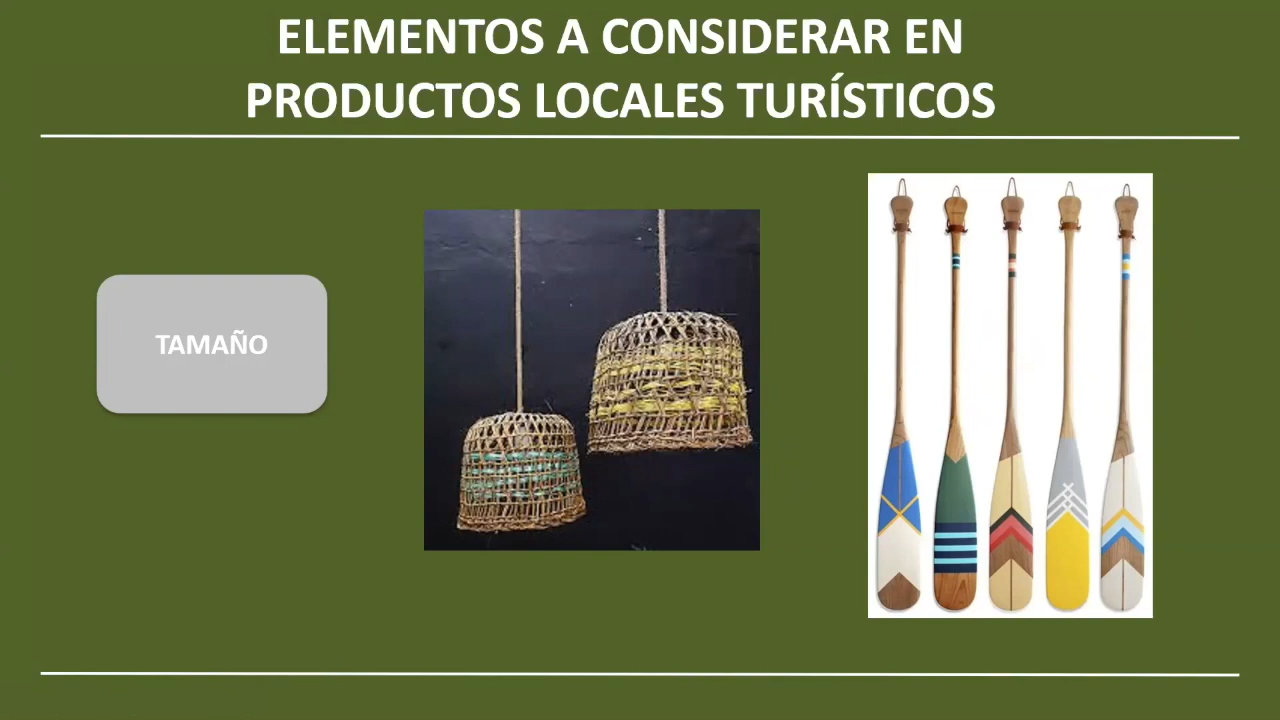 ELEMENTOS A CONSIDERAR EN
PRODUCTOS LOCALES TURÍSTICOS
TAMAÑO